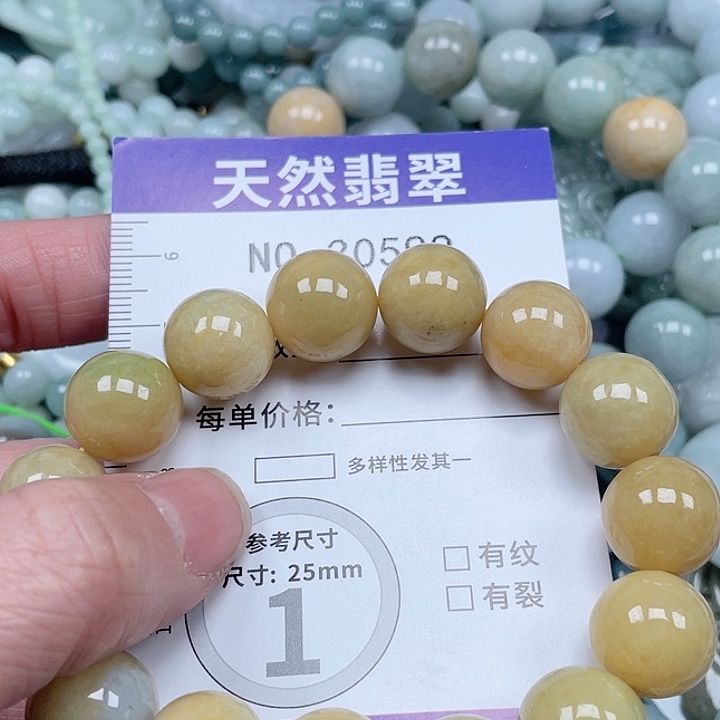 天然翡翠
NO
每单价格：
多样性发其一
参考尺寸
尺寸: 25mm
1
□ 有纹
□ 有裂